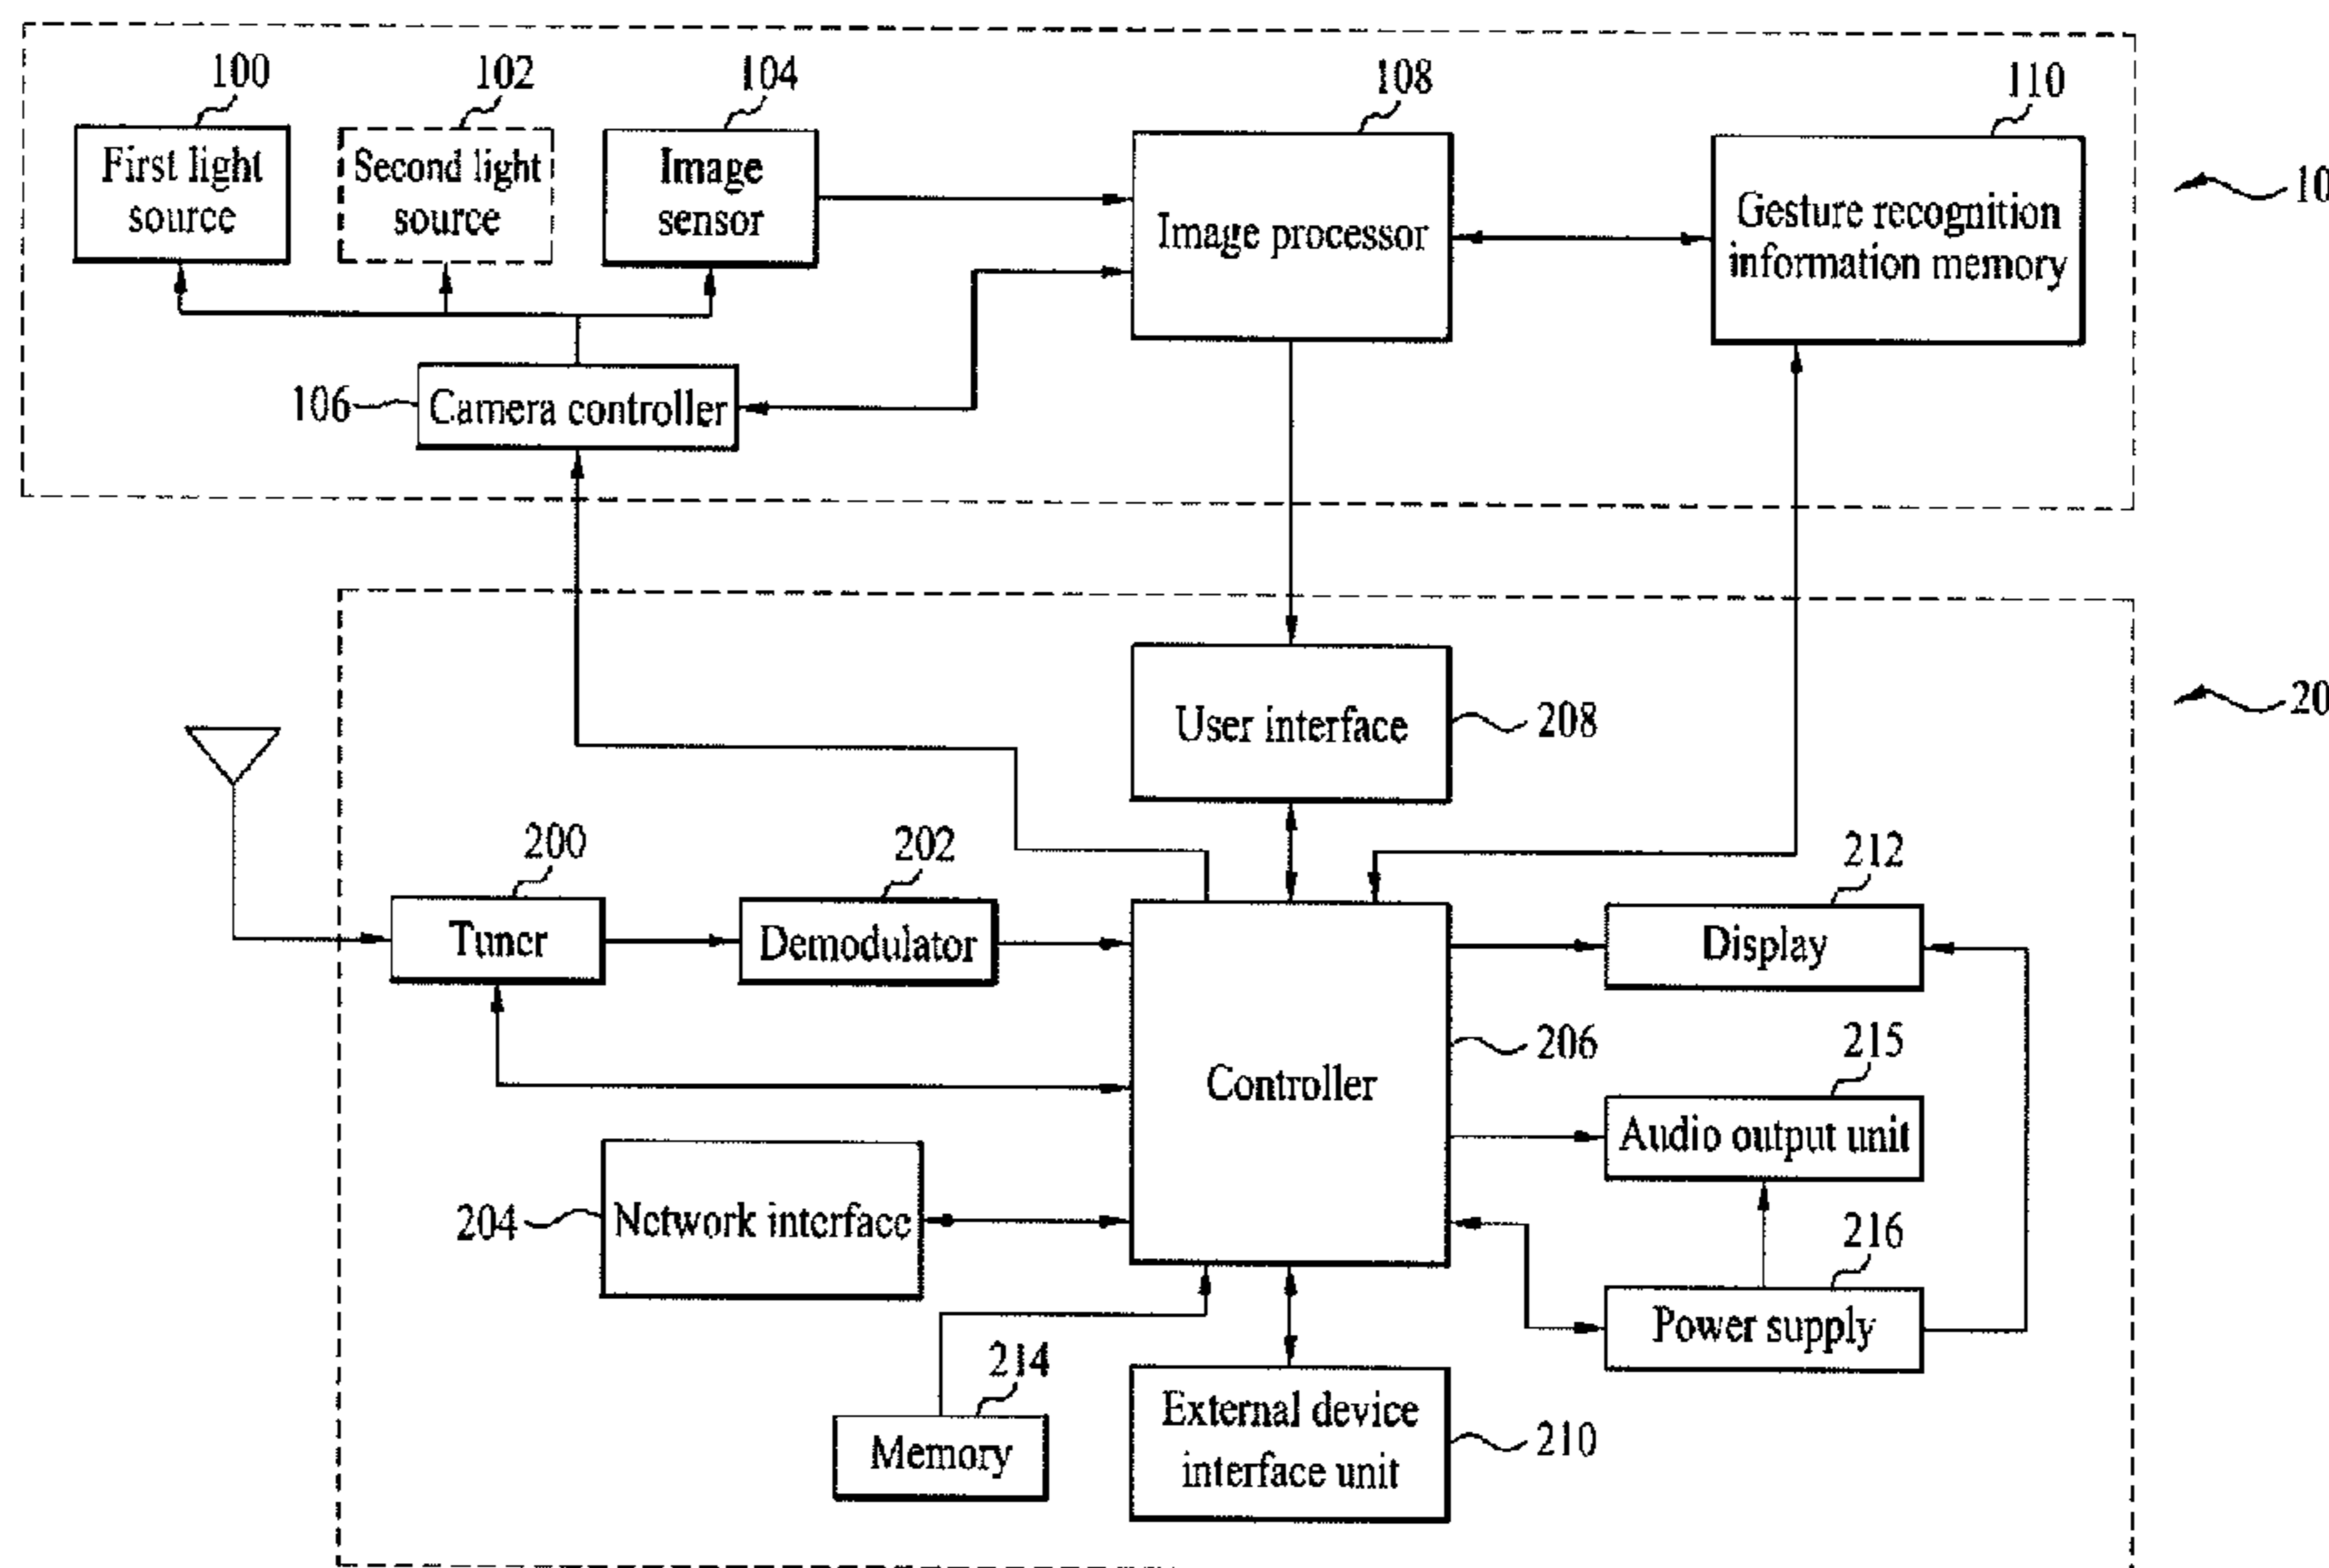 100
102
104
108
110
First light
source
Second light
source
Image
sensor
Image processor
Gesture recognition
information memory
10
106
Camera controller
20
User interface
208
200
202
212
Tuner
Demodulator
Display
206
215
Controller
Audio output unit
204
Network interface
216
Power supply
214
Memory
External device
interface unit
210